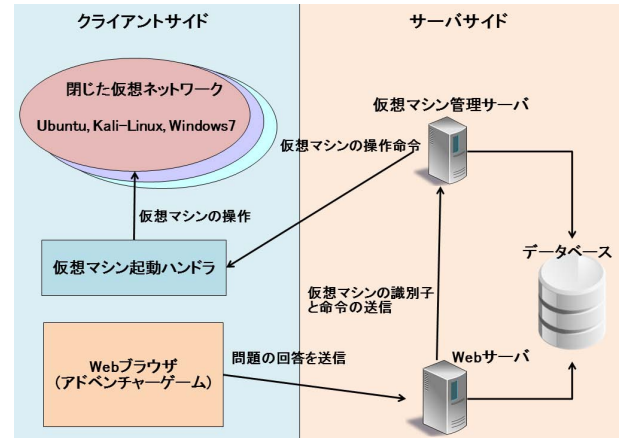 クライアントサイド
サーバサイド
閉じた仮想ネットワーク
Ubuntu, Kali-Linux, Windows7
仮想マシン管理サーバ
仮想マシンの操作命令
仮想マシンの操作
仮想マシン起動ハンドラ
データベース
仮想マシンの識別子
と命令の送信
Webブラウザ
(アドベンチャーゲーム)
問題の回答を送信
Webサーバ